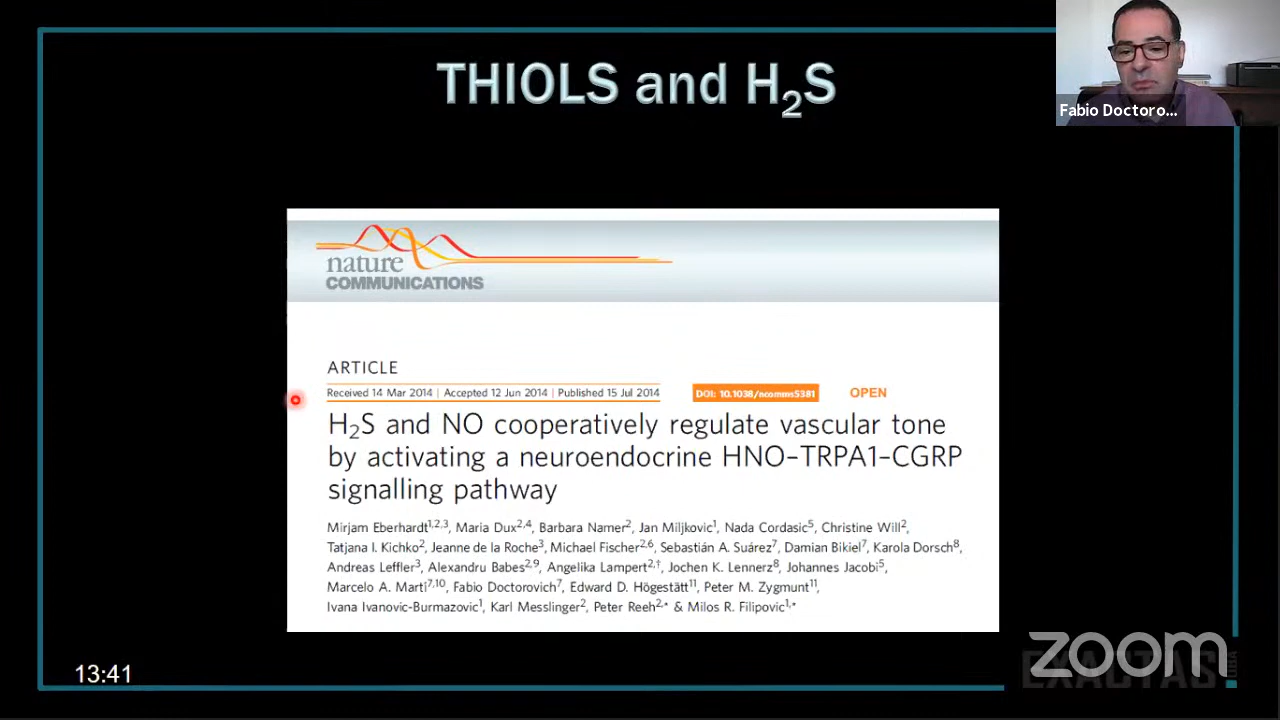 THIOLS and H₂S
Fabio Doctoro...
nature
COMMUNICATIONS
ARTICLE
Received 14 Mar 2014 | Accepted 12 Jun 2014 | Published 15 Jul 2014
DOI: 10.1038/ncomms5381
OPEN
H₂S and NO cooperatively regulate vascular tone
by activating a neuroendocrine HNO–TRPA1–CGRP
signalling pathway
Mirjam Eberhardt1,2,3, Maria Dux2,4, Barbara Namer2, Jan Miljkovic1, Nada Cordasic5, Christine Will2,
Tatjana I. Kichko2, Jeanne de la Roche3, Michael Fischer2,6, Sebastián A. Suárez7, Damian Bikiel7, Karola Dorsch8,
Andreas Leffler3, Alexandru Babes2,9, Angelika Lampert2,†, Jochen K. Lennerz8, Johannes Jacobi5,
Marcelo A. Marti7,10, Fabio Doctorovich7, Edward D. Högestätt11, Peter M. Zygmunt11,
Ivana Ivanovic-Burmazovic1, Karl Messlinger2, Peter Reeh2,* & Milos R. Filipovic1,*
13:41
zoom
EXACTAS